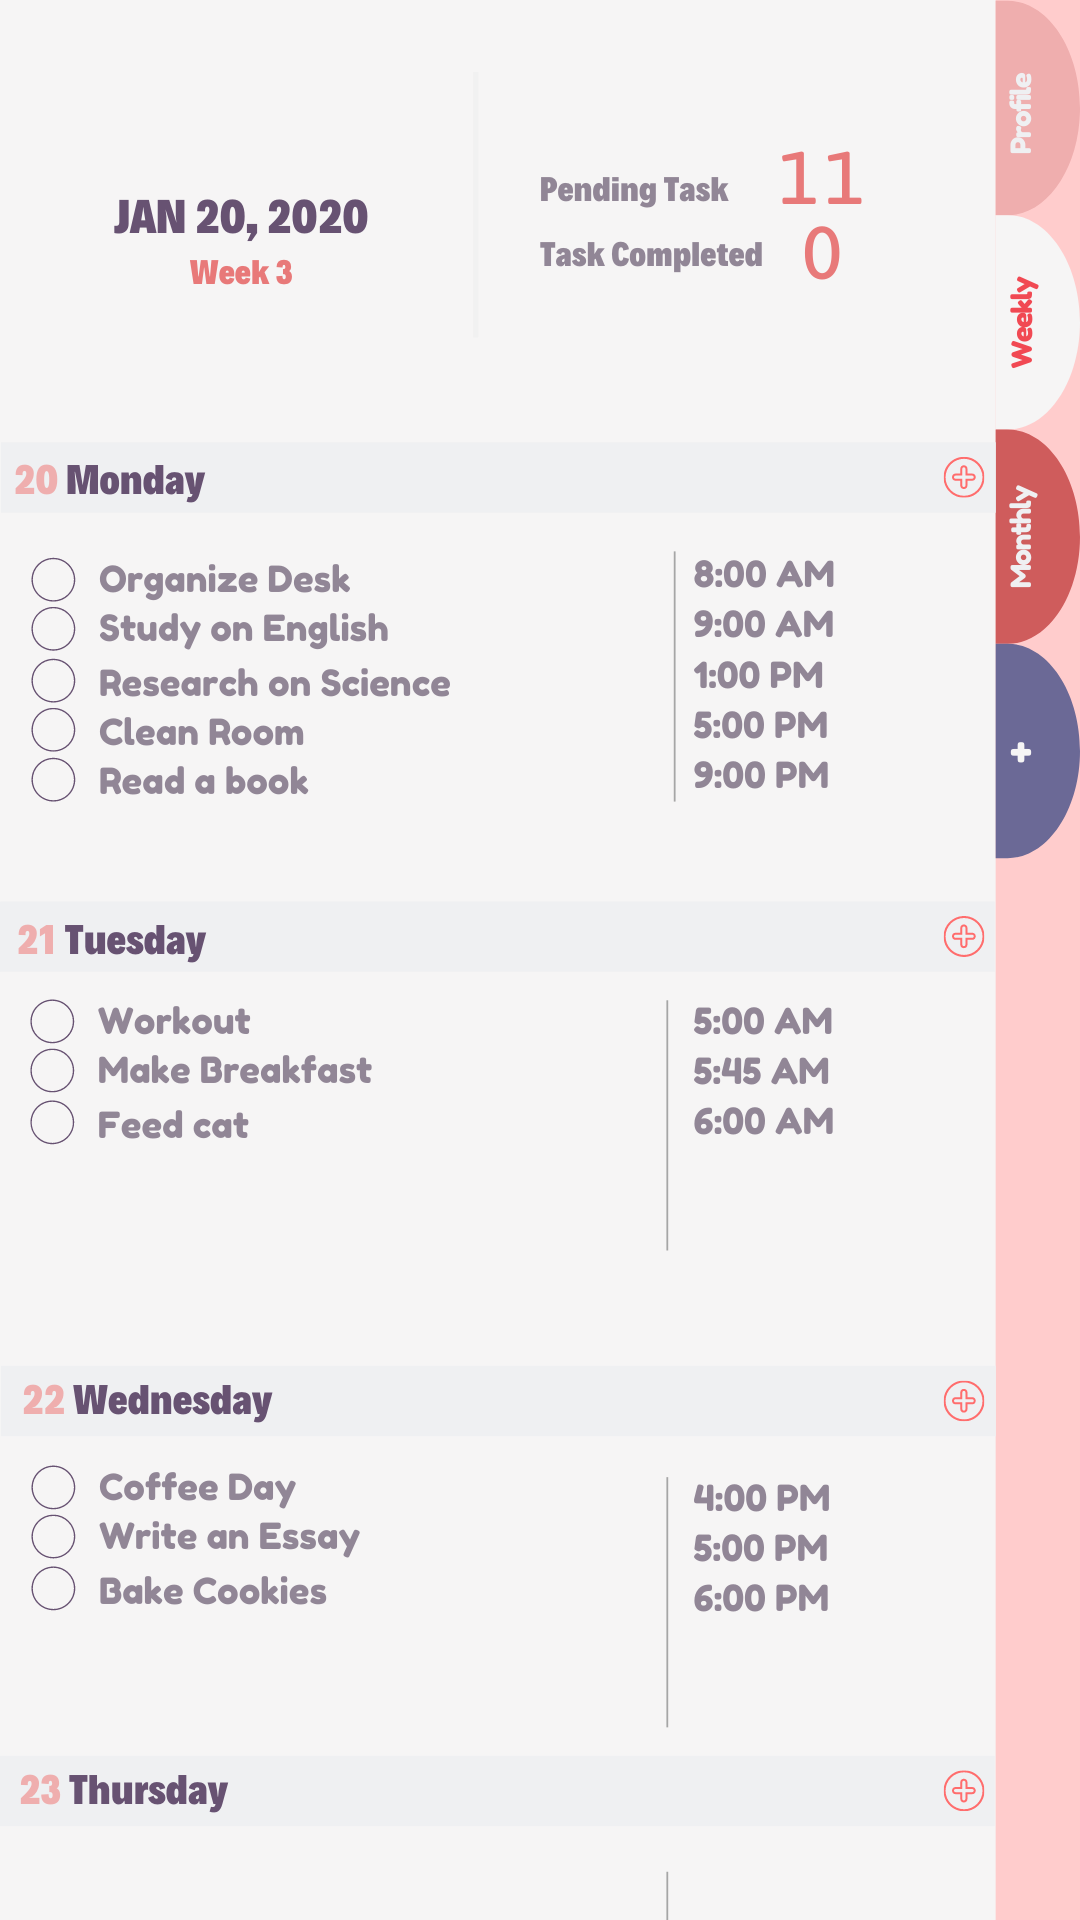 JAN 20, 2020
Week 3
Pending Task 11
Task Completed 0
Profile
Weekly
Monthly
+
20 Monday
Organize Desk 8:00 AM
Study on English 9:00 AM
Research on Science 1:00 PM
Clean Room 5:00 PM
Read a book 9:00 PM
21 Tuesday
Workout 5:00 AM
Make Breakfast 5:45 AM
Feed cat 6:00 AM
22 Wednesday
Coffee Day 4:00 PM
Write an Essay 5:00 PM
Bake Cookies 6:00 PM
23 Thursday